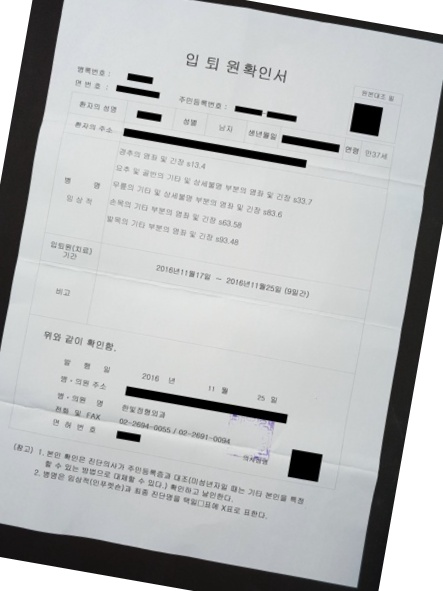 입 퇴 원확인서
원본대조 필
병록번호 :
연 번 호 :
주민등록번호 :
환자의 성명 성별 남자 생년월일 연령 만37세
환자의 주소
병 명
임 상 적
경추의 염좌 및 긴장 s13.4
요추 및 골반의 기타 및 상세불명 부분의 염좌 및 긴장 s33.7
무릎의 기타 및 상세불명 부분의 염좌 및 긴장 s83.6
손목의 기타 부분의 염좌 및 긴장 s63.58
발목의 기타 부분의 염좌 및 긴장 s93.48
입퇴원(치료)
기간
2016년11월17일 ~ 2016년11월25일 (9일간)
비고
위와 같이 확인함.
발 행 일 2016 년 11 월 25 일
병·의원 주소
병·의원 명 한빛정형외과
전화 및 FAX 02-2694-0055 / 02-2691-0094
면 허 번 호
의사성명
(참고) 1. 본인 확인은 진단의사가 주민등록증과 대조(미성년자일 때는 기타 본인을 특정
할 수 있는 방법으로 대체할 수 있다.) 확인하고 날인한다.
2. 병명은 임상적(인푸렛손)과 최종 진단명을 택일□표에 X표로 표한다.